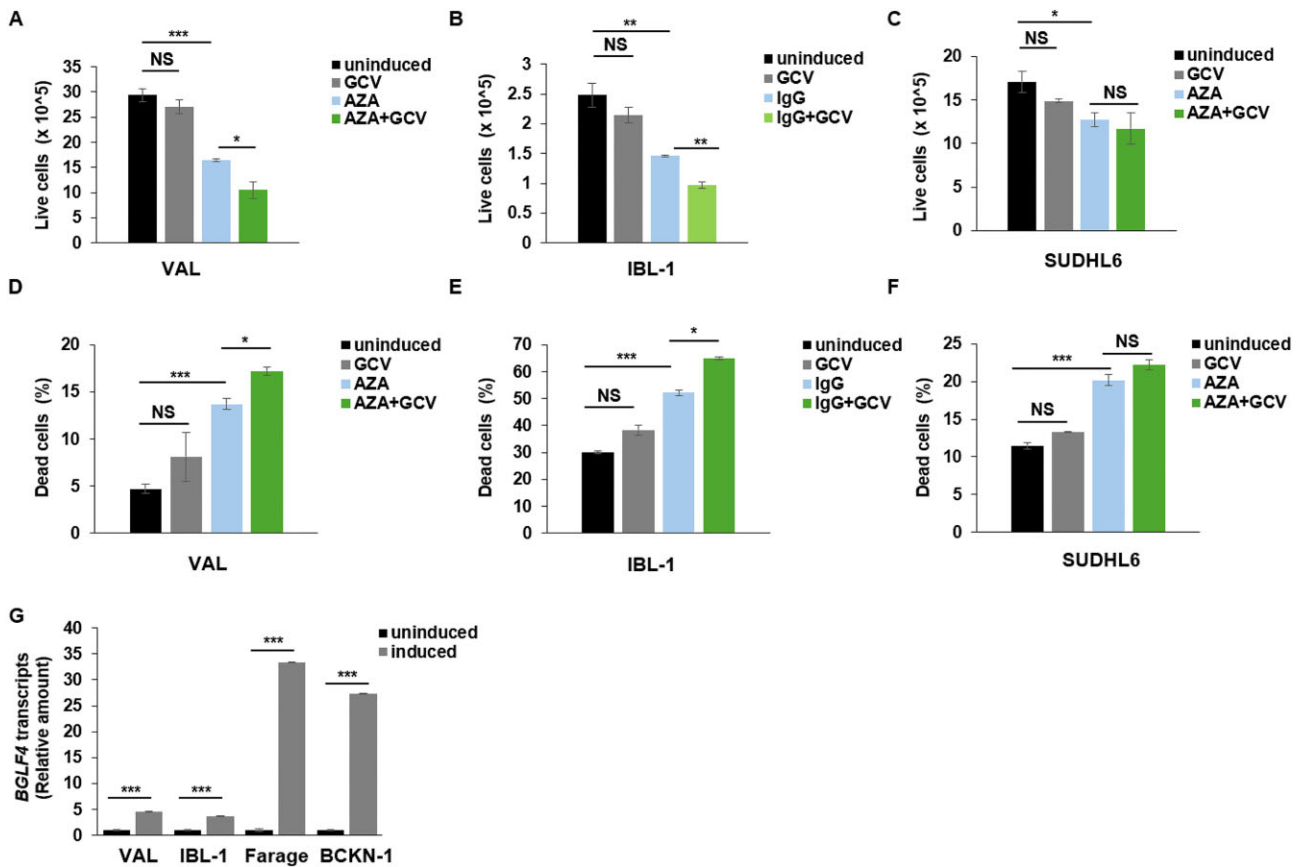 A
Live cells (x 10^5)
35
30
25
20
15
10
5
0
***
NS
*
uninduced
GCV
AZA
AZA+GCV
VAL
B
Live cells (x 10^5)
3
2.5
2
1.5
1
0.5
0
**
NS
**
uninduced
GCV
IgG
IgG+GCV
IBL-1
C
Live cells (x 10^5)
20
15
10
5
0
*
NS
NS
uninduced
GCV
AZA
AZA+GCV
SUDHL6
D
Dead cells (%)
20
15
10
5
0
***
NS
*
uninduced
GCV
AZA
AZA+GCV
VAL
E
Dead cells (%)
70
60
50
40
30
20
10
0
***
NS
*
uninduced
GCV
IgG
IgG+GCV
IBL-1
F
Dead cells (%)
25
20
15
10
5
0
***
NS
NS
uninduced
GCV
AZA
AZA+GCV
SUDHL6
G
BGLF4 transcripts
(Relative amount)
40
35
30
25
20
15
10
5
0
***
***
***
***
uninduced
induced
VAL
IBL-1
Farage
BCKN-1